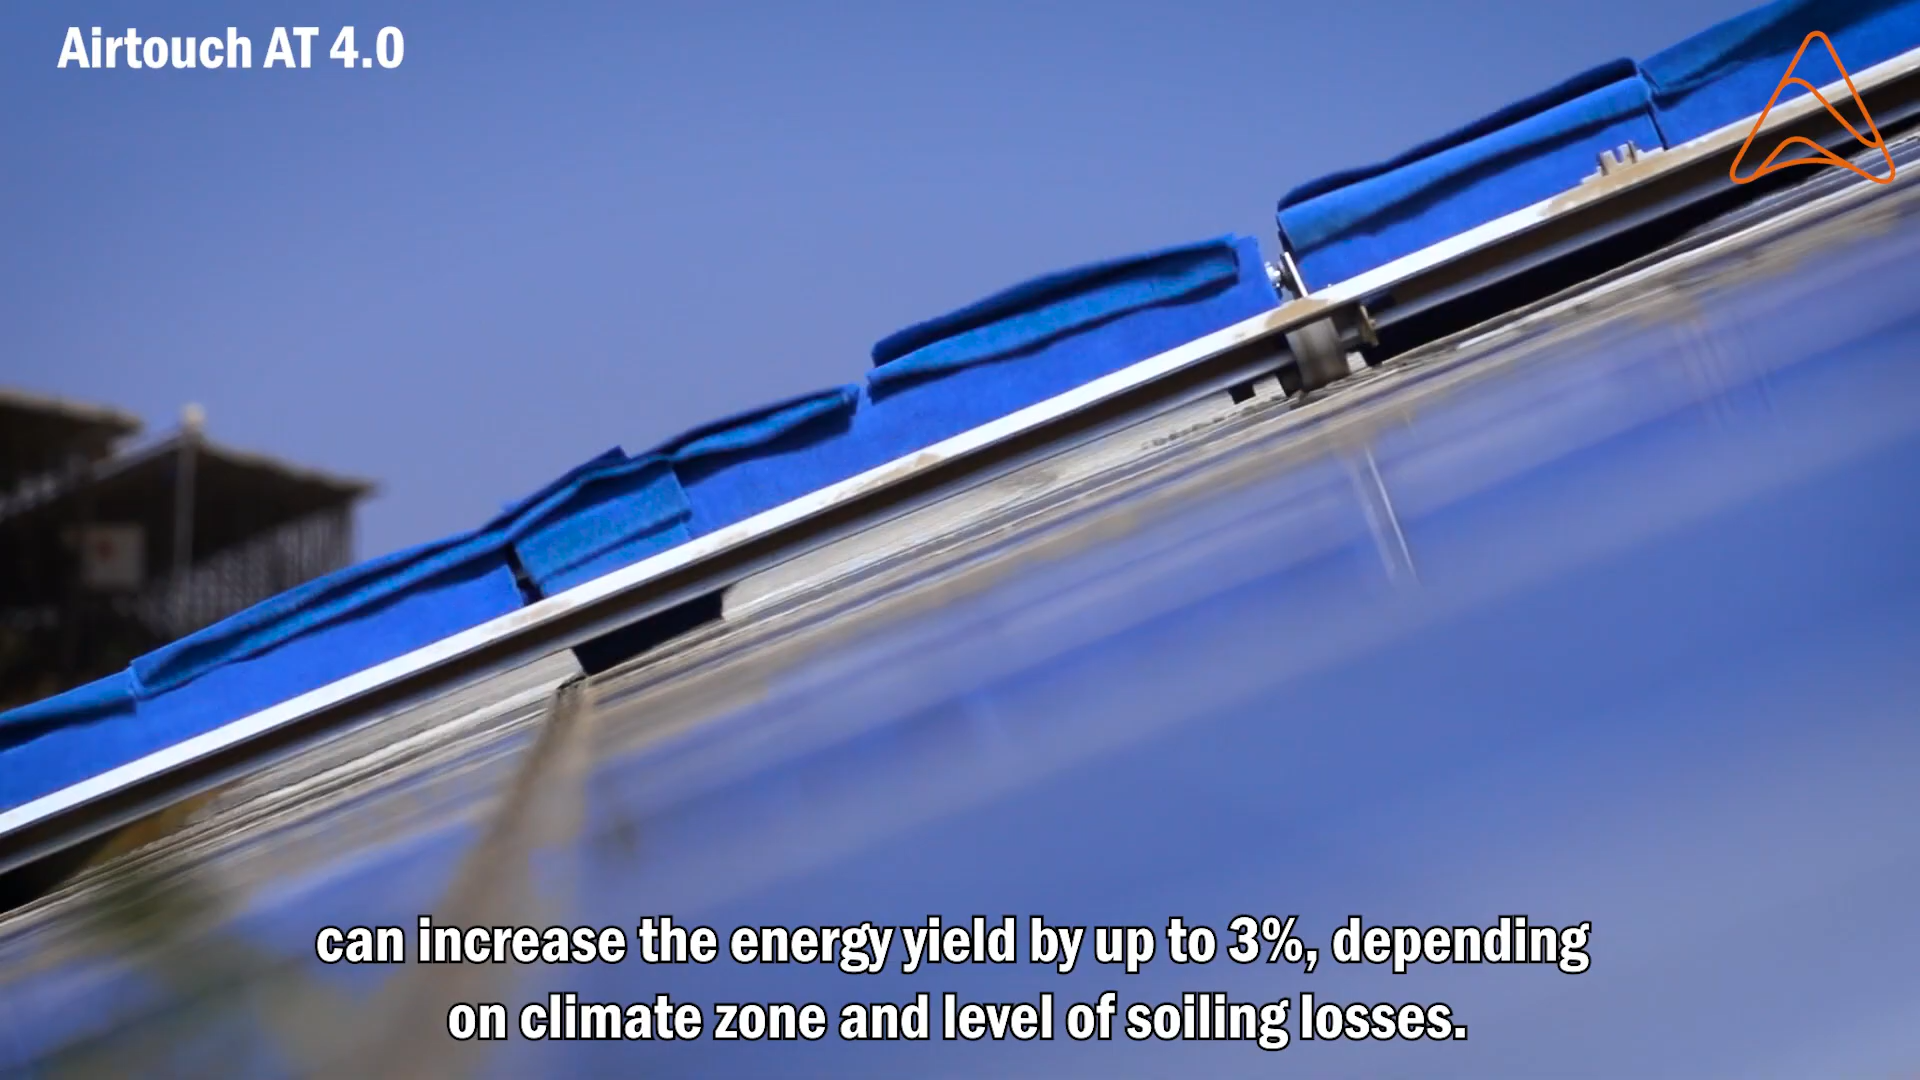 Airtouch AT 4.0
can increase the energy yield by up to 3%, depending
on climate zone and level of soiling losses.